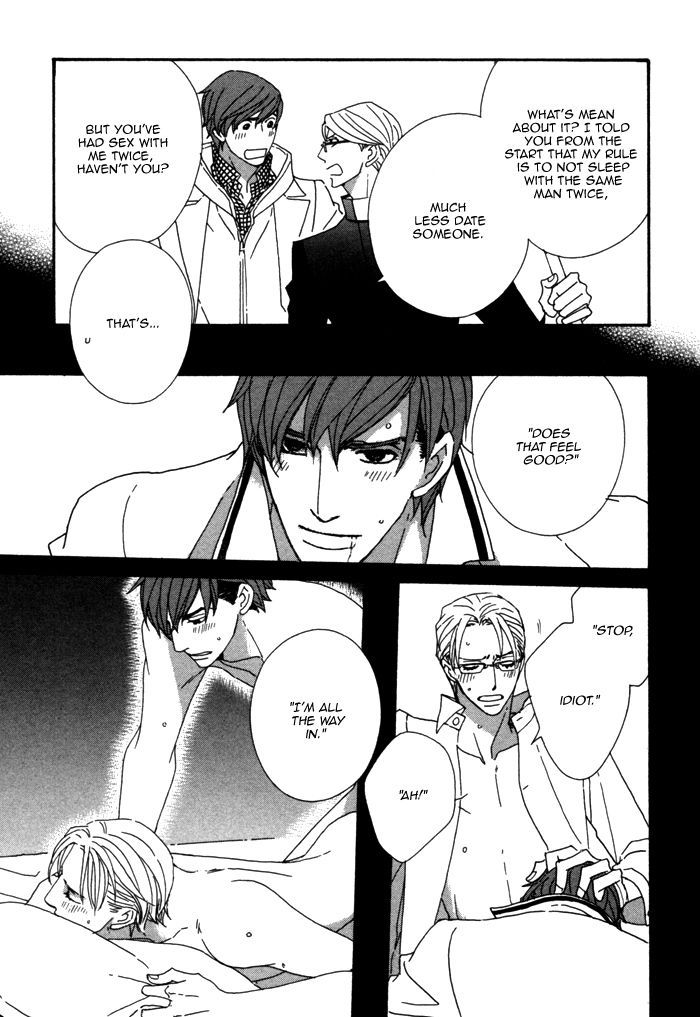 WHAT'S MEAN
ABOUT IT? I TOLD
YOU FROM THE
START THAT MY RULE
IS TO NOT SLEEP
WITH THE SAME
MAN TWICE,
MUCH
LESS DATE
SOMEONE.
BUT YOU'VE
HAD SEX WITH
ME TWICE,
HAVEN'T YOU?
THAT'S...
"DOES
THAT FEEL
GOOD?"
"STOP,
IDIOT."
"AH!"
"I'M ALL
THE WAY
IN."